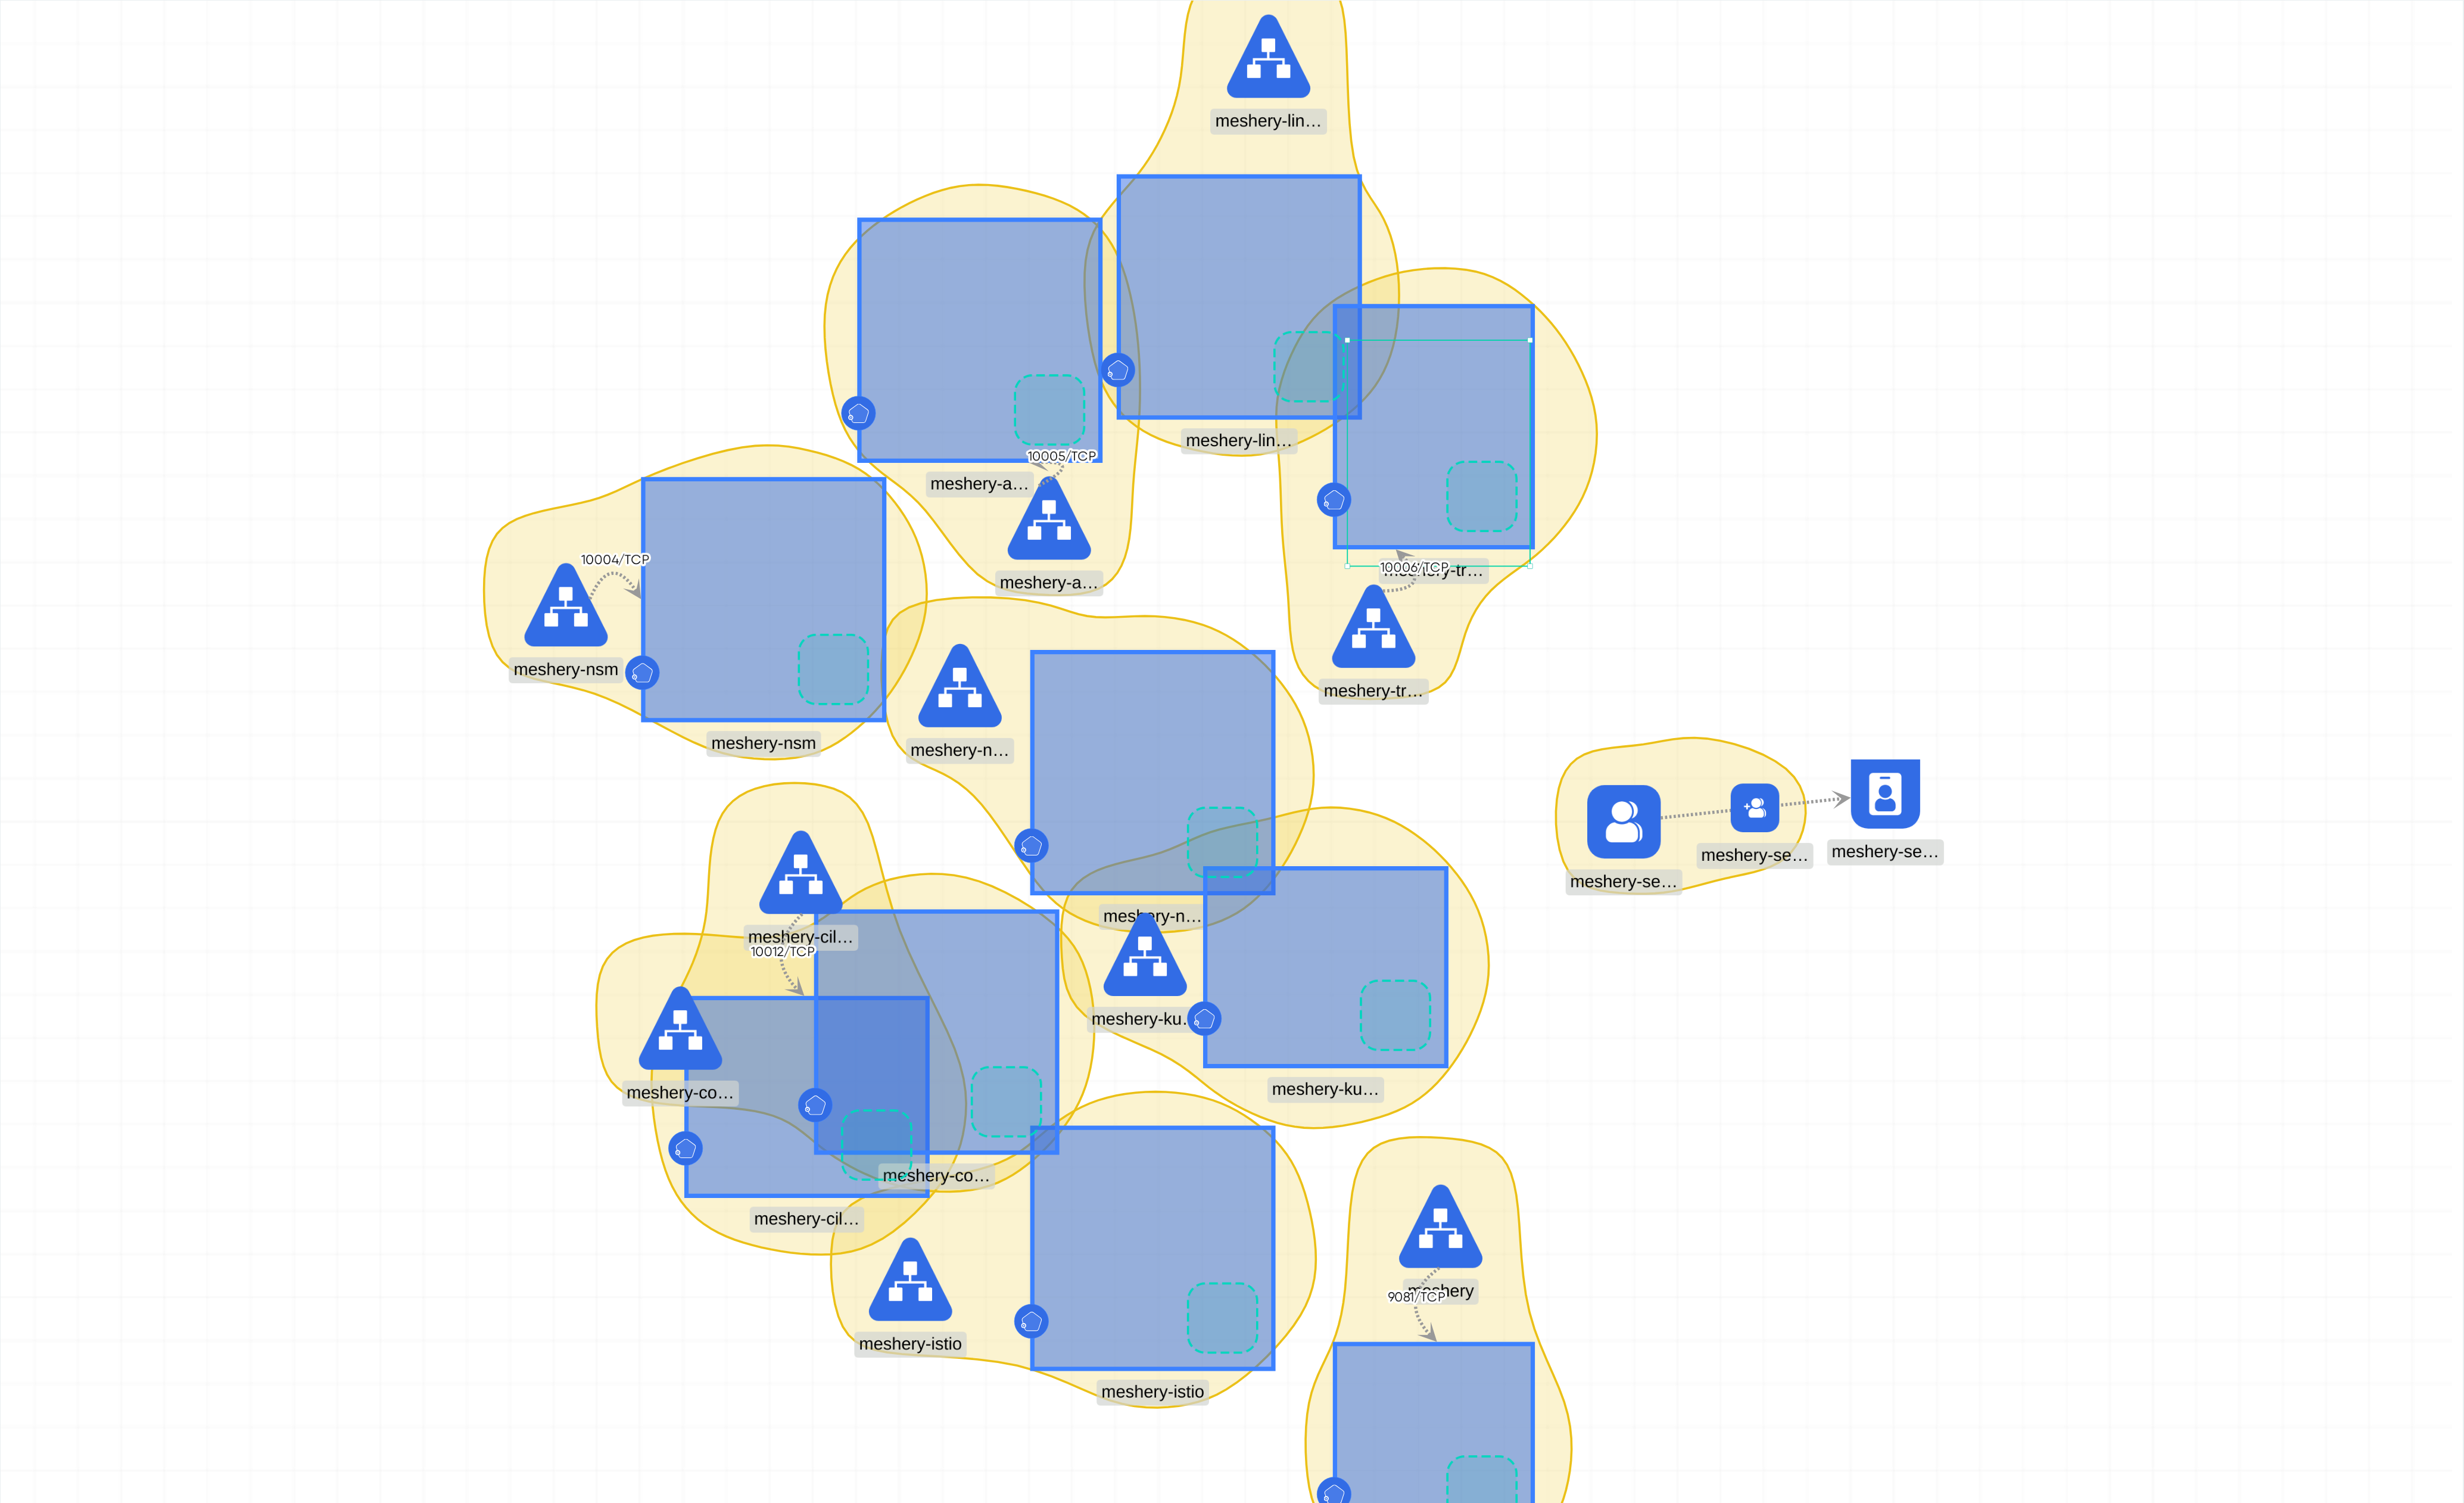 meshery-lin…
meshery-lin…
10005/TCP
meshery-a…
meshery-a…
10004/TCP
meshery-nsm
meshery-nsm
10006/TCP
meshery-tr…
meshery-tr…
meshery-n…
meshery-n…
meshery-se…
meshery-se…
meshery-se…
meshery-cil…
10012/TCP
meshery-ku…
meshery-ku…
meshery-co…
meshery-co…
meshery-cil…
meshery-istio
meshery-istio
meshery
9081/TCP